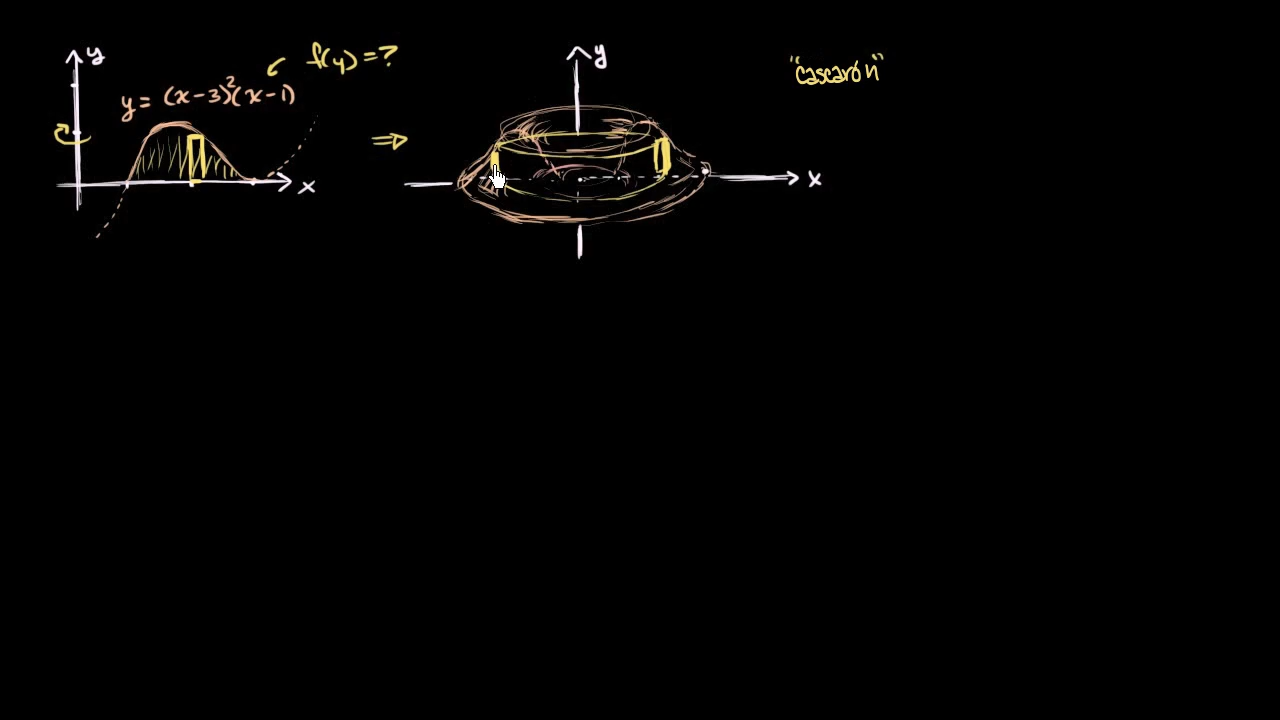 y
f(y) = ?
y = (x-3)²(x-1)
x
⇒
y
x
"cascarón"